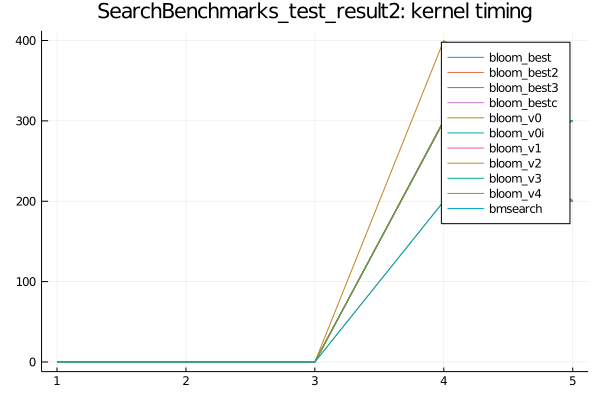 SearchBenchmarks_test_result2: kernel timing
400
300
200
100
0
1 2 3 4 5
bloom_best
bloom_best2
bloom_best3
bloom_bestc
bloom_v0
bloom_v0i
bloom_v1
bloom_v2
bloom_v3
bloom_v4
bmsearch